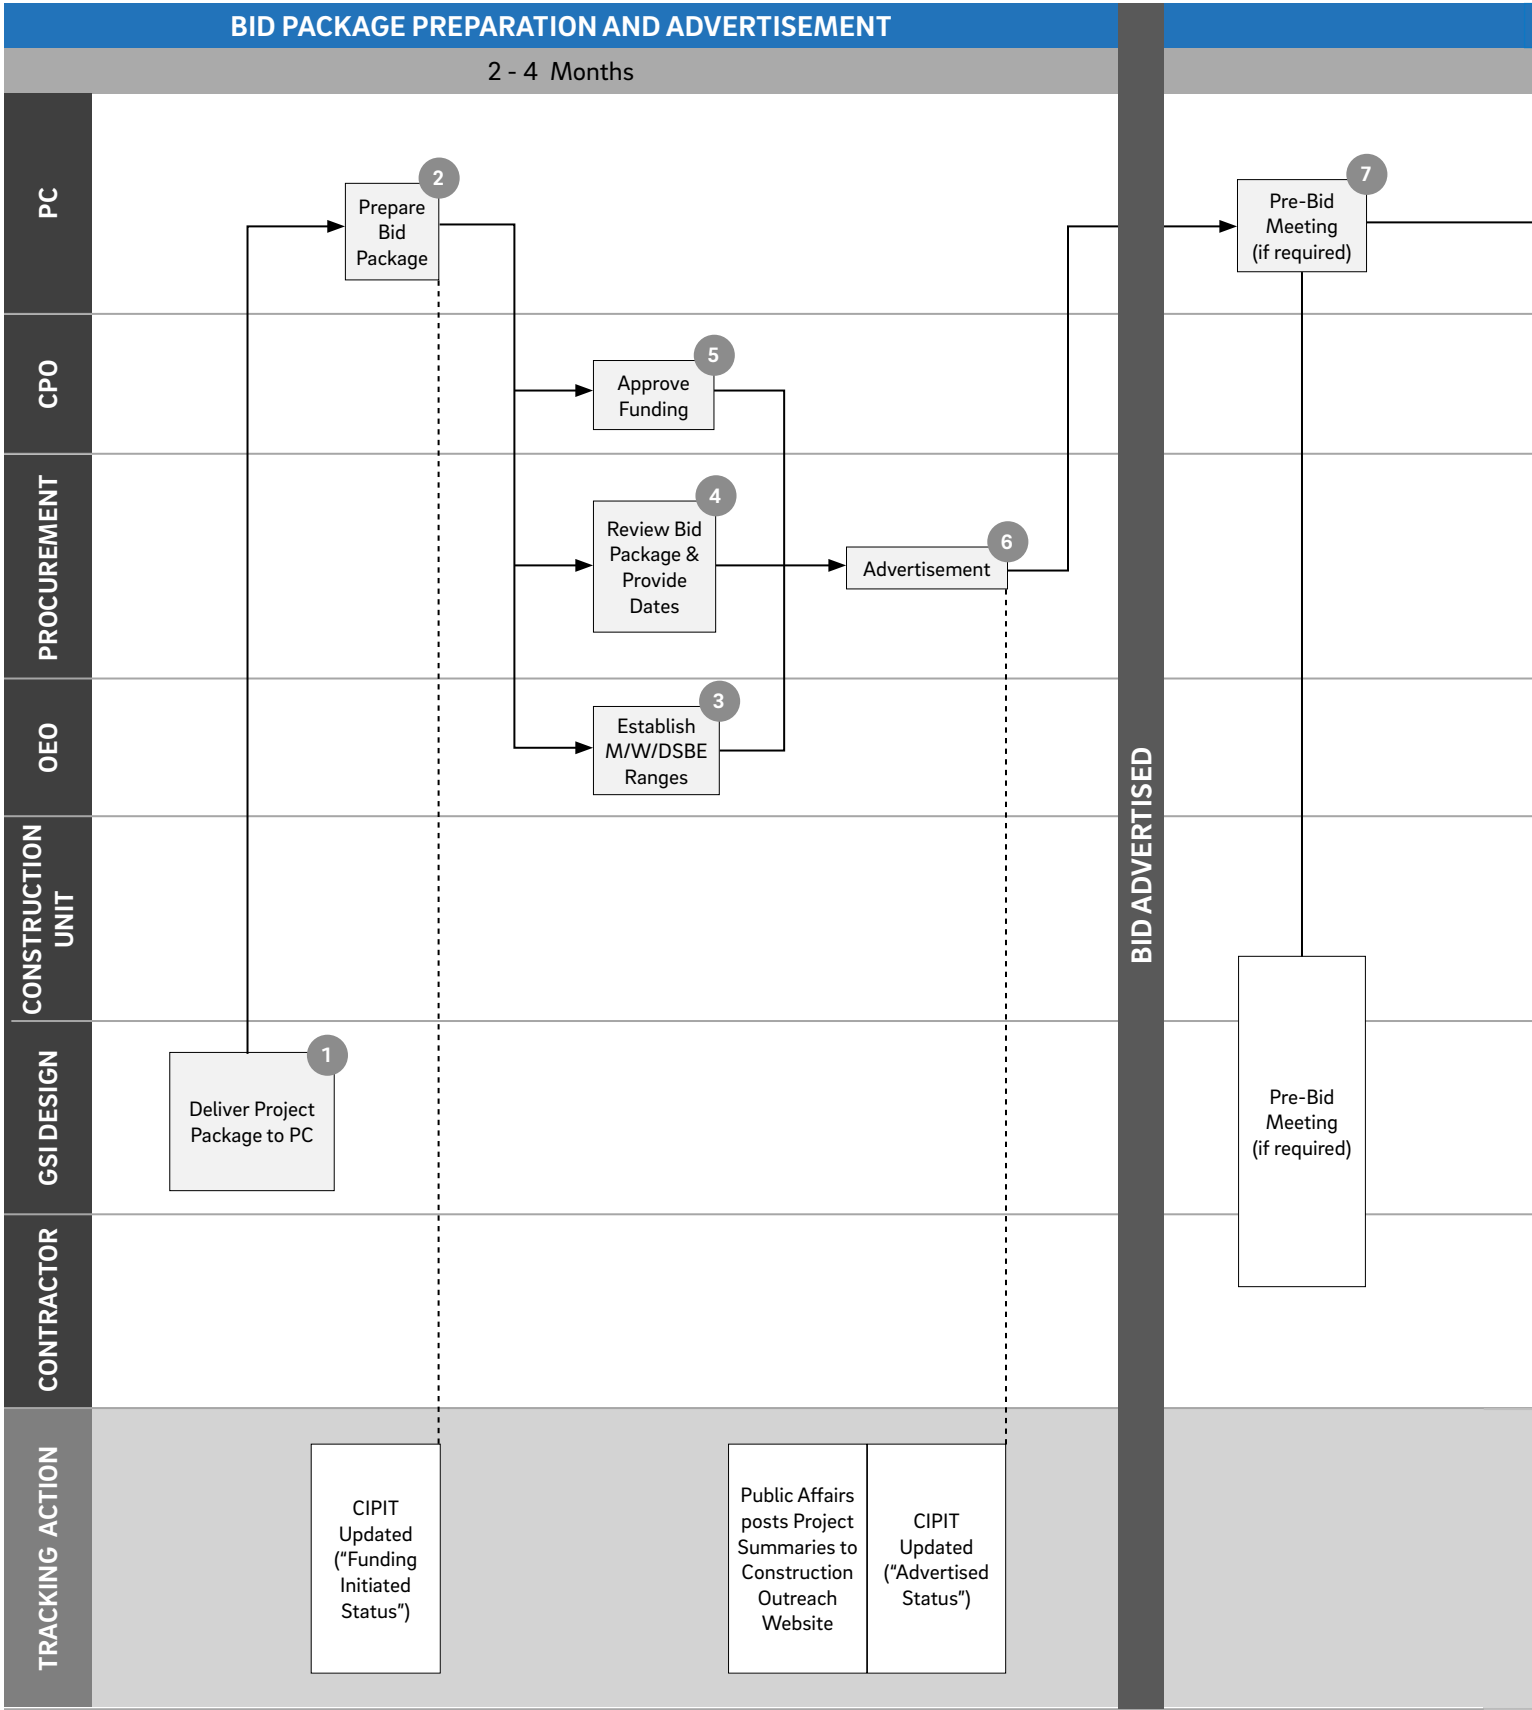 BID PACKAGE PREPARATION AND ADVERTISEMENT
2 - 4 Months
PC
2
Prepare
Bid
Package
7
Pre-Bid
Meeting
(if required)
CPO
5
Approve
Funding
PROCUREMENT
4
Review Bid
Package &
Provide
Dates
6
Advertisement
OEO
3
Establish
M/W/DSBE
Ranges
BID ADVERTISED
CONSTRUCTION
UNIT
GSI DESIGN
1
Deliver Project
Package to PC
Pre-Bid
Meeting
(if required)
CONTRACTOR
TRACKING ACTION
CIPIT
Updated
(“Funding
Initiated
Status”)
Public Affairs
posts Project
Summaries to
Construction
Outreach
Website
CIPIT
Updated
(“Advertised
Status”)